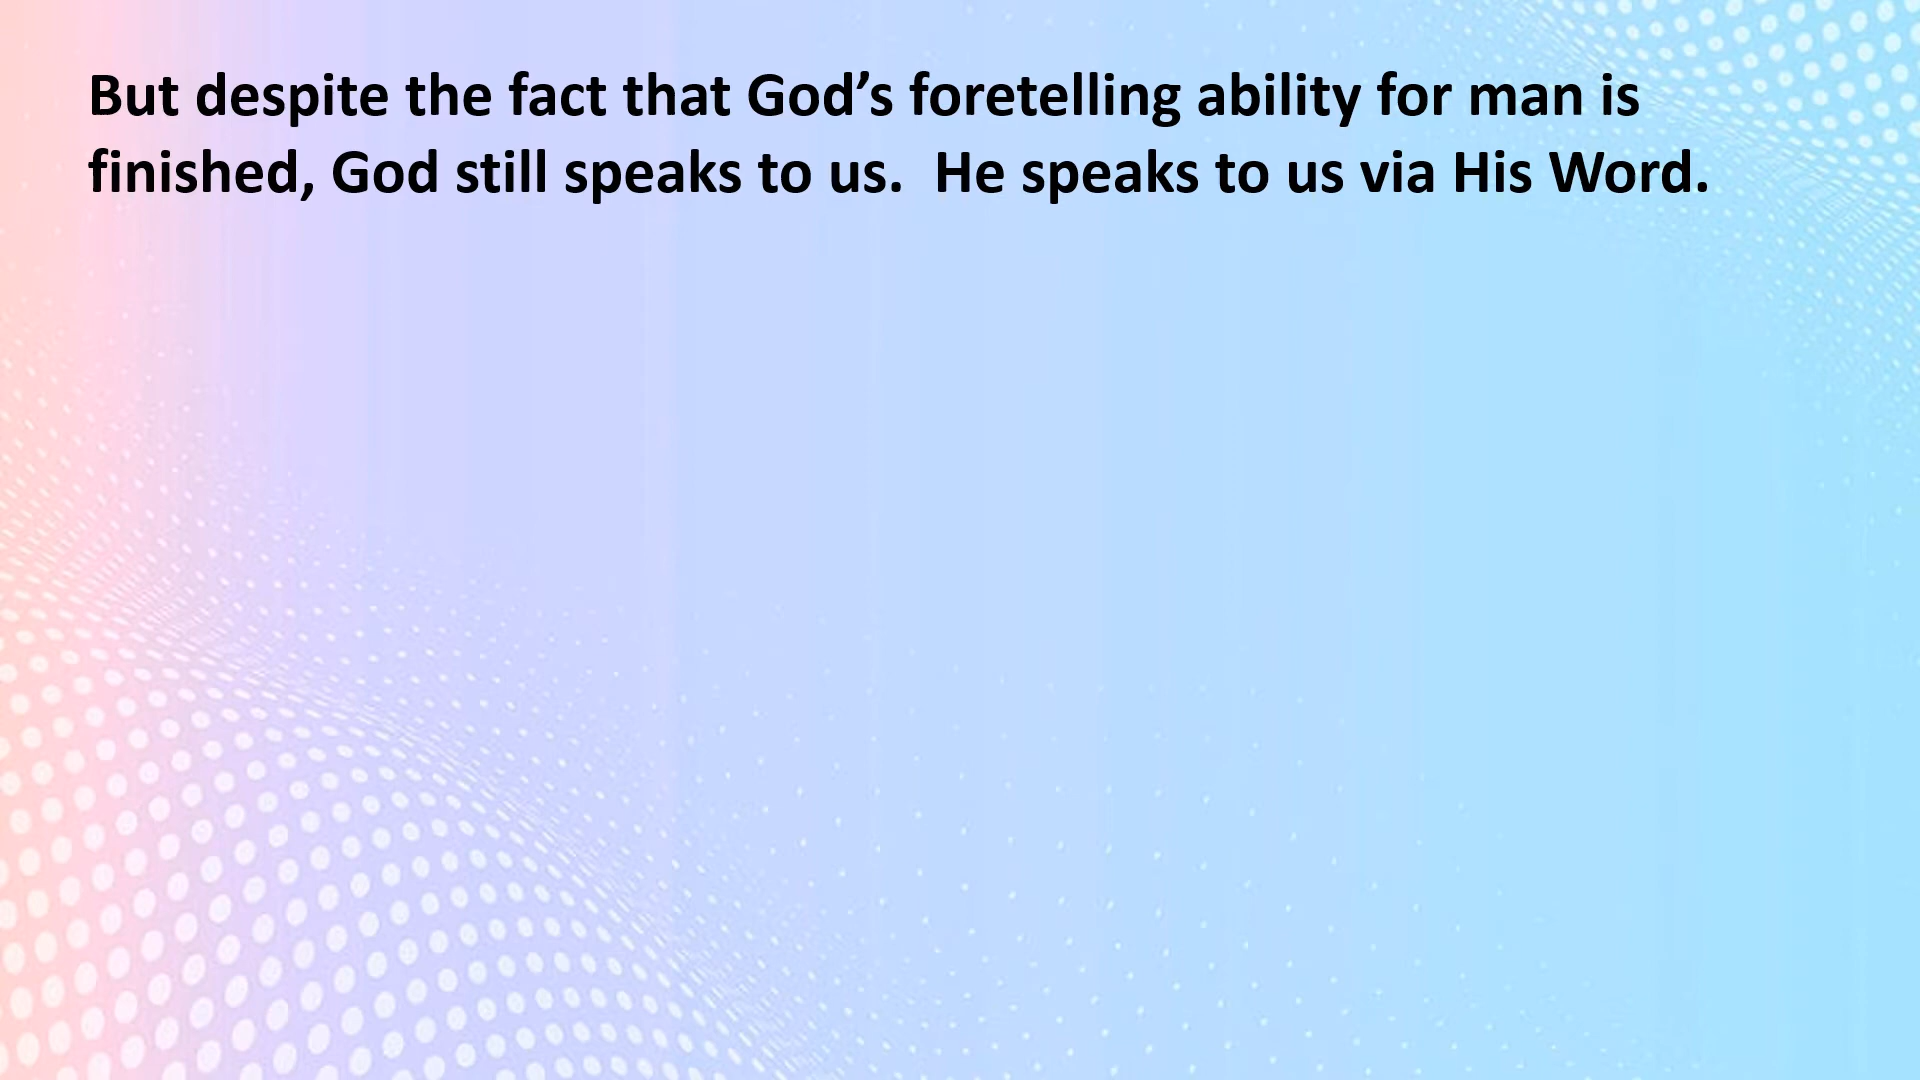 But despite the fact that God’s foretelling ability for man is
finished, God still speaks to us.  He speaks to us via His Word.